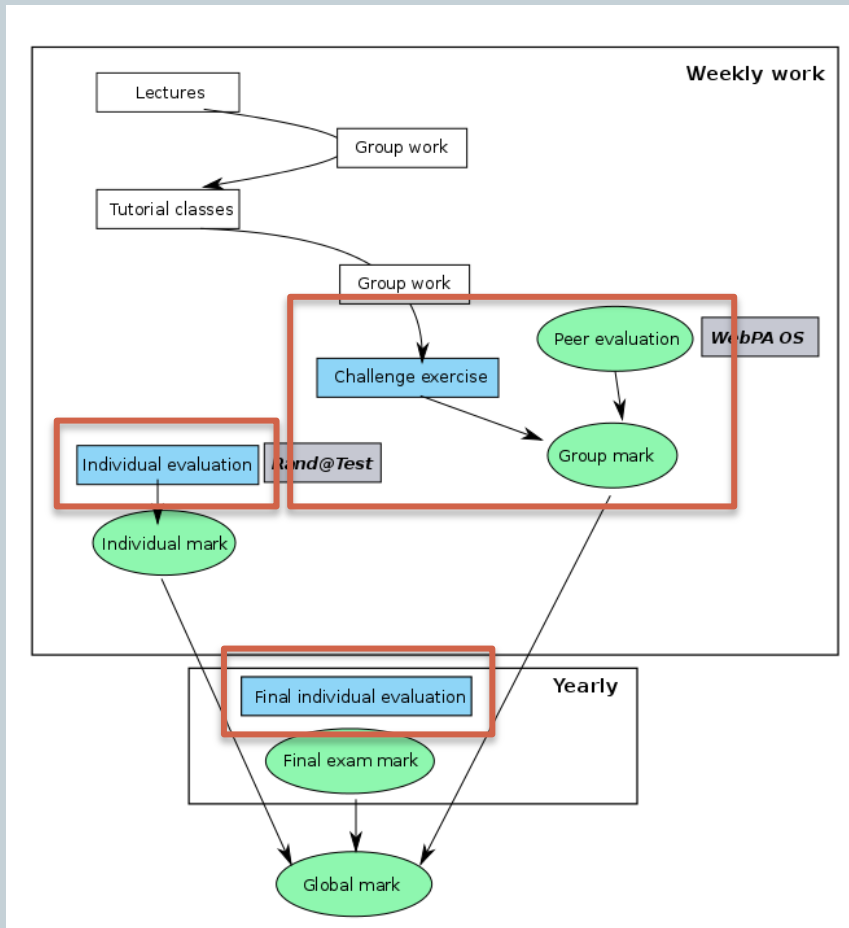 Weekly work
Lectures
Group work
Tutorial classes
Group work
Peer evaluation
WebPA OS
Challenge exercise
Group mark
Individual evaluation
Rand@Test
Individual mark
Yearly
Final individual evaluation
Final exam mark
Global mark